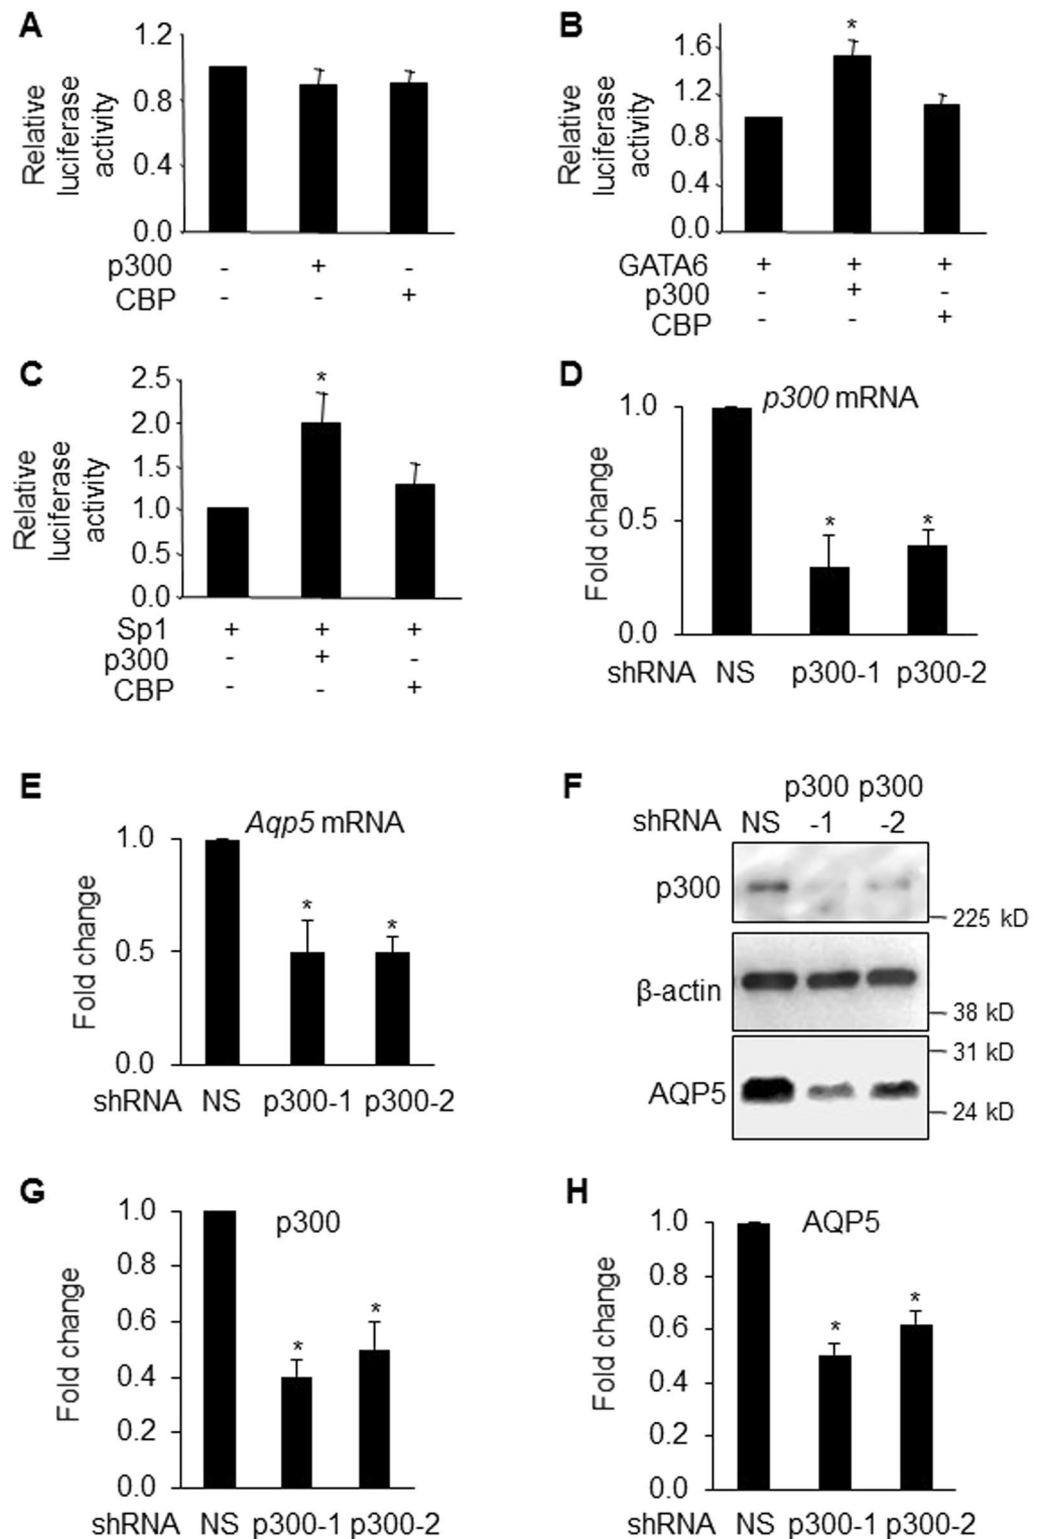 A
Relative
luciferase
activity
1.2
0.8
0.4
0.0
p300 - + -
CBP - - +
B
Relative
luciferase
activity
*
1.6
1.2
0.8
0.4
0.0
GATA6 + + +
p300 - + -
CBP - - +
C
Relative
luciferase
activity
*
2.5
2.0
1.5
1.0
0.5
0.0
Sp1 + + +
p300 - + -
CBP - - +
D
p300 mRNA
Fold change
1.0
0.5
0.0
* *
shRNA NS p300-1 p300-2
E
Aqp5 mRNA
Fold change
1.0
0.5
0.0
* *
shRNA NS p300-1 p300-2
F
p300 p300
shRNA NS -1 -2
p300
225 kD
β-actin
38 kD
31 kD
AQP5
24 kD
G
p300
Fold change
1.0
0.8
0.6
0.4
0.2
0.0
* *
shRNA NS p300-1 p300-2
H
AQP5
Fold change
1.0
0.8
0.6
0.4
0.2
0.0
* *
shRNA NS p300-1 p300-2